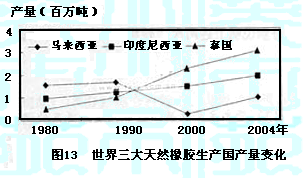 产量（百万吨）
马来西亚 印度尼西亚 泰国
4
3
2
1
0
1980 1990 2000 2004年
图13 世界三大天然橡胶生产国产量变化